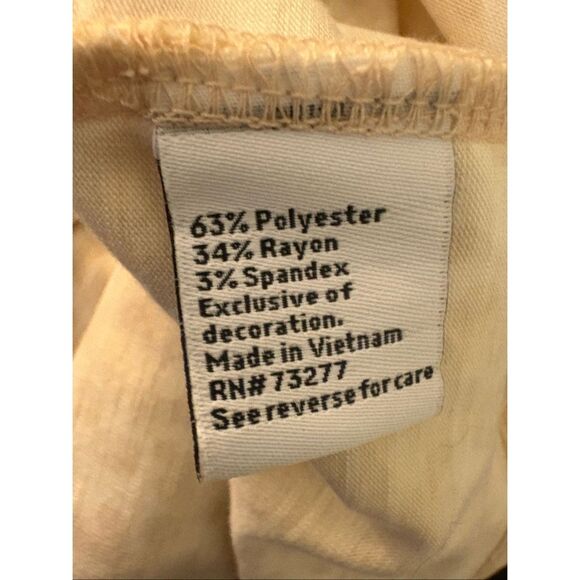 63% Polyester
34% Rayon
3% Spandex
Exclusive of
decoration.
Made in Vietnam
RN# 73277
See reverse for care